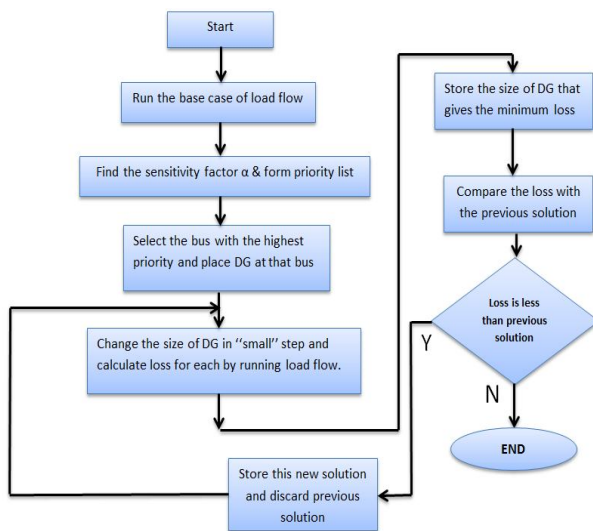 Start
Run the base case of load flow
Find the sensitivity factor α & form priority list
Select the bus with the highest
priority and place DG at that bus
Change the size of DG in “small” step and
calculate loss for each by running load flow.
Store the size of DG that
gives the minimum loss
Compare the loss with
the previous solution
Loss is less
than previous
solution
Y
N
END
Store this new solution
and discard previous
solution